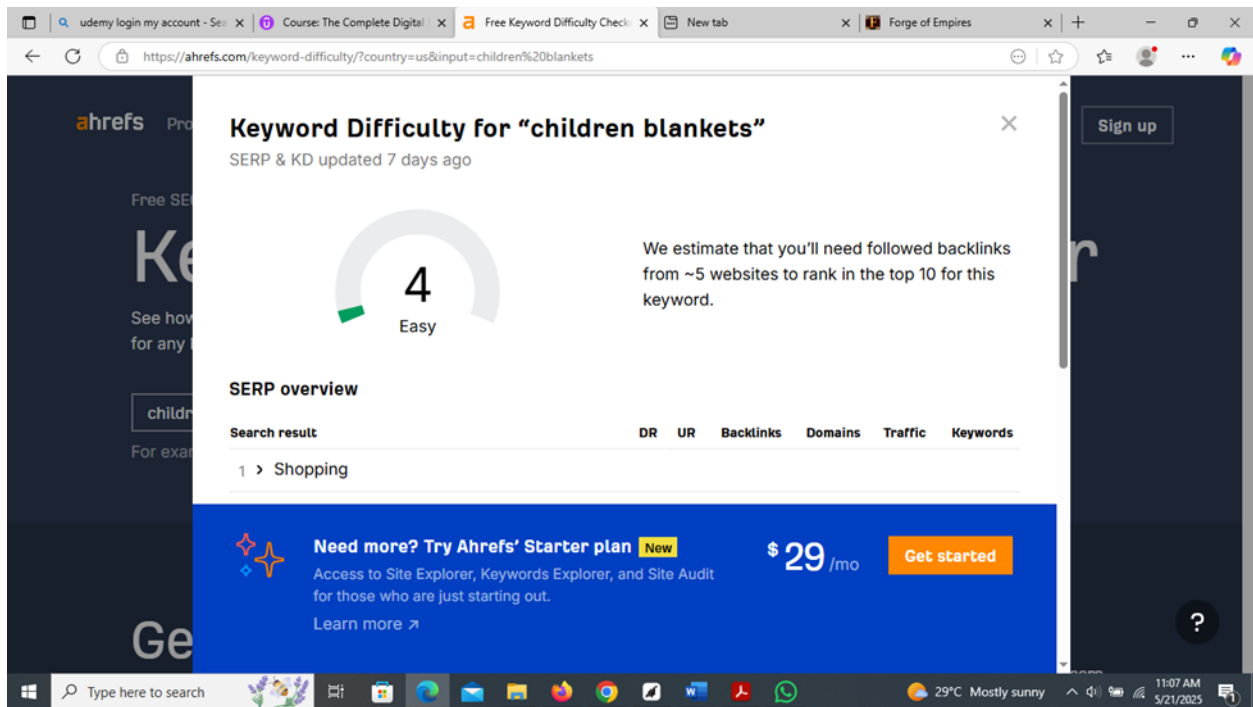 udemy login my account - Sea
Course: The Complete Digital
Free Keyword Difficulty Check
New tab
Forge of Empires
https://ahrefs.com/keyword-difficulty/?country=us&input=children%20blankets
ahrefs Pro
Sign up
Free SE
Ke
r
See how
for any
childr
For exar
Ge
Keyword Difficulty for “children blankets”
SERP & KD updated 7 days ago
4
Easy
We estimate that you’ll need followed backlinks
from ~5 websites to rank in the top 10 for this
keyword.
SERP overview
Search result DR UR Backlinks Domains Traffic Keywords
1 > Shopping
Need more? Try Ahrefs’ Starter plan New
Access to Site Explorer, Keywords Explorer, and Site Audit
for those who are just starting out.
Learn more ↗
$29/mo
Get started
?
Type here to search
29°C Mostly sunny
11:07 AM
5/21/2025